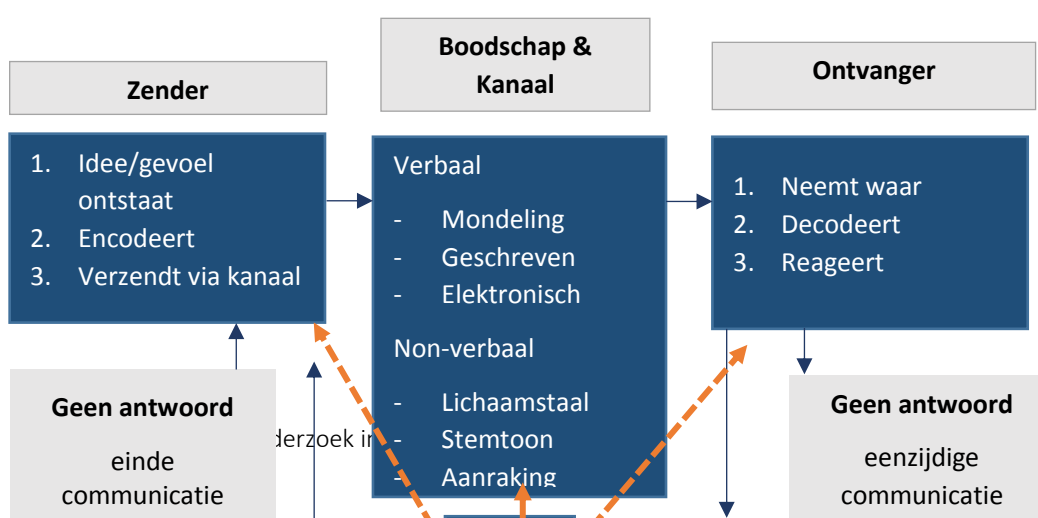 Zender
Boodschap &
Kanaal
Ontvanger
1. Idee/gevoel
ontstaat
2. Encodeert
3. Verzendt via kanaal
Verbaal
- Mondeling
- Geschreven
- Elektronisch
Non-verbaal
- Lichaamstaal
- Stemtoon
- Aanraking
1. Neemt waar
2. Decodeert
3. Reageert
Geen antwoord
einde
communicatie
Geen antwoord
eenzijdige
communicatie